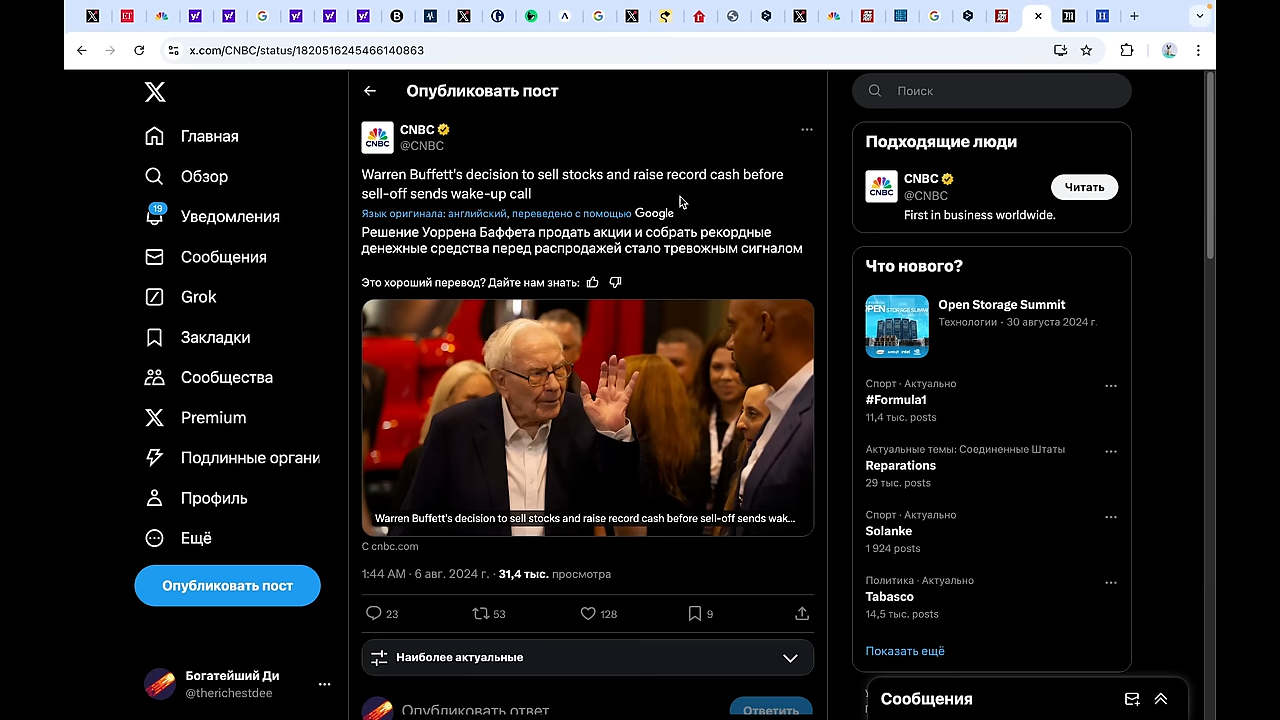 x.com/CNBC/status/1820516245466140863
Главная
Обзор
19
Уведомления
Сообщения
Grok
Закладки
Сообщества
Premium
Подлинные органи
Профиль
Ещё
Опубликовать пост
Богатейший Ди
@therichestdee
Опубликовать пост
CNBC
CNBC
@CNBC
Warren Buffett's decision to sell stocks and raise record cash before
sell-off sends wake-up call
Язык оригинала: английский, переведено с помощью Google
Решение Уоррена Баффета продать акции и собрать рекордные
денежные средства перед распродажей стало тревожным сигналом
Это хороший перевод? Дайте нам знать:
Warren Buffett's decision to sell stocks and raise record cash before sell-off sends wak...
С cnbc.com
1:44 AM · 6 авг. 2024 г. · 31,4 тыс. просмотра
23 53 128 9
Наиболее актуальные
Опубликовать ответ
Ответить
Поиск
Подходящие люди
CNBC
CNBC
@CNBC
Читать
First in business worldwide.
Что нового?
Open Storage Summit
Технологии · 30 августа 2024 г.
Спорт · Актуально
#Formula1
11,4 тыс. posts
Актуальные темы: Соединенные Штаты
Reparations
29 тыс. posts
Спорт · Актуально
Solanke
1 924 posts
Политика · Актуально
Tabasco
14,5 тыс. posts
Показать ещё
Сообщения